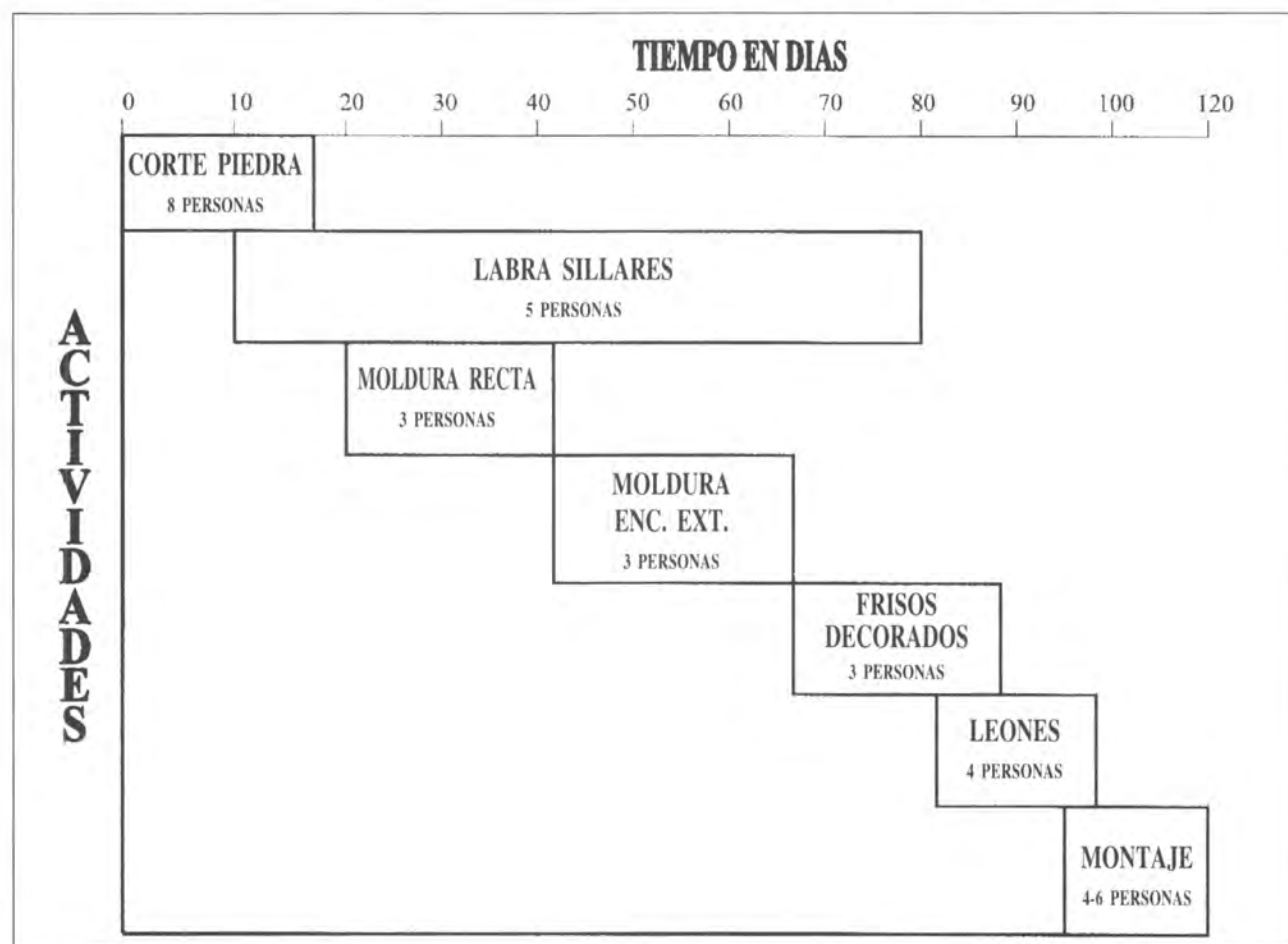 TIEMPO EN DIAS
0 10 20 30 40 50 60 70 80 90 100 120
ACTIVIDADES
CORTE PIEDRA
8 PERSONAS
LABRA SILLARES
5 PERSONAS
MOLDURA RECTA
3 PERSONAS
MOLDURA
ENC. EXT.
3 PERSONAS
FRISOS
DECORADOS
3 PERSONAS
LEONES
4 PERSONAS
MONTAJE
4-6 PERSONAS